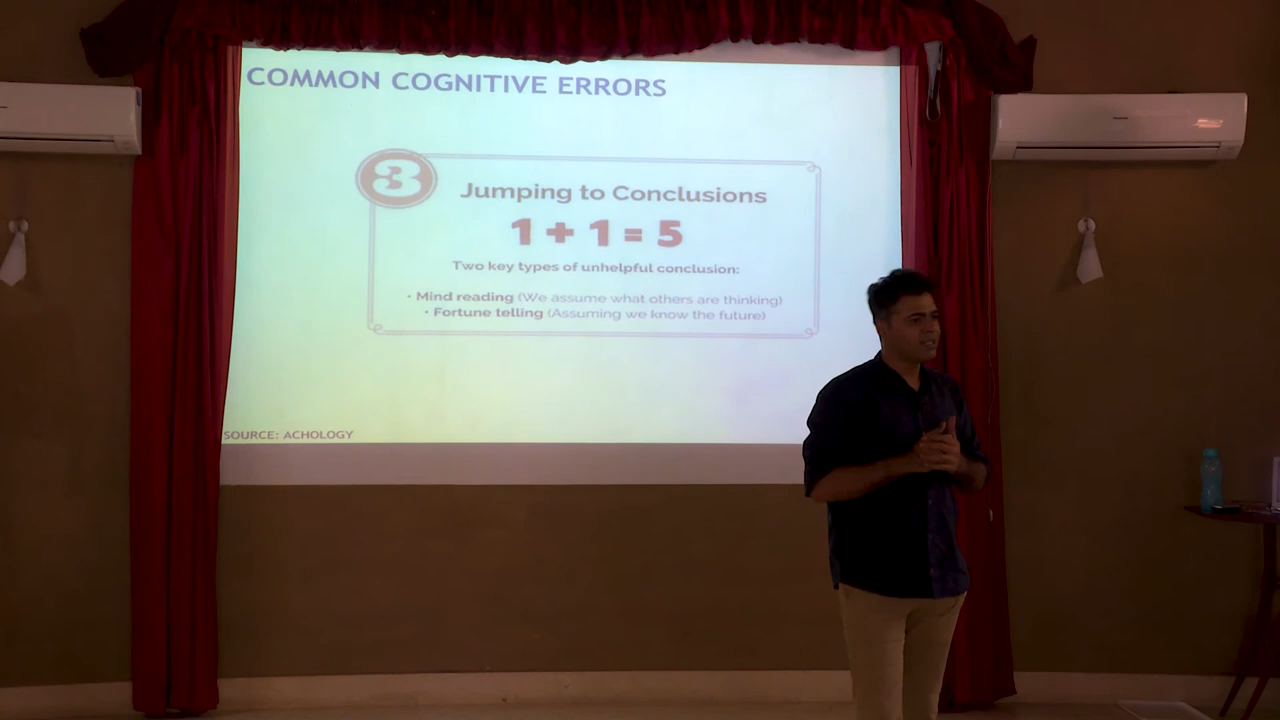 COMMON COGNITIVE ERRORS
3
Jumping to Conclusions
1 + 1 = 5
Two key types of unhelpful conclusion:
• Mind reading (We assume what others are thinking)
• Fortune telling (Assuming we know the future)
SOURCE: ACHOLOGY